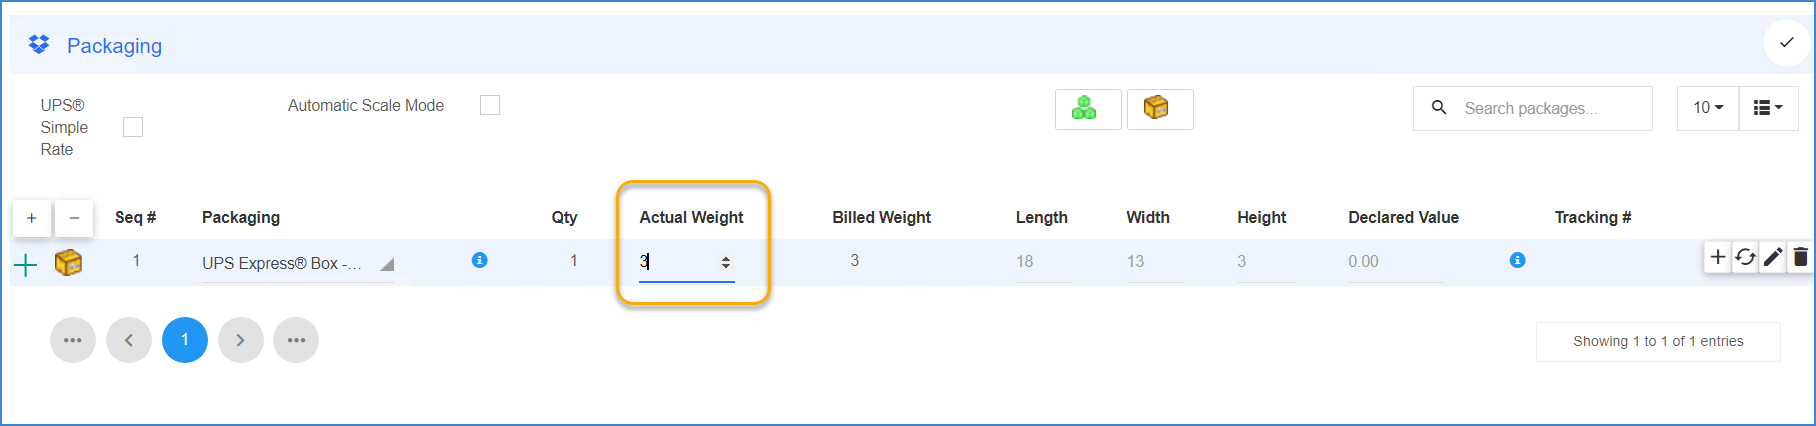 Packaging
UPS®
Simple
Rate
Automatic Scale Mode
Search packages...
10
Seq #
Packaging
Qty
Actual Weight
Billed Weight
Length
Width
Height
Declared Value
Tracking #
1
UPS Express® Box -...
1
3
3
18
13
3
0.00
1
Showing 1 to 1 of 1 entries